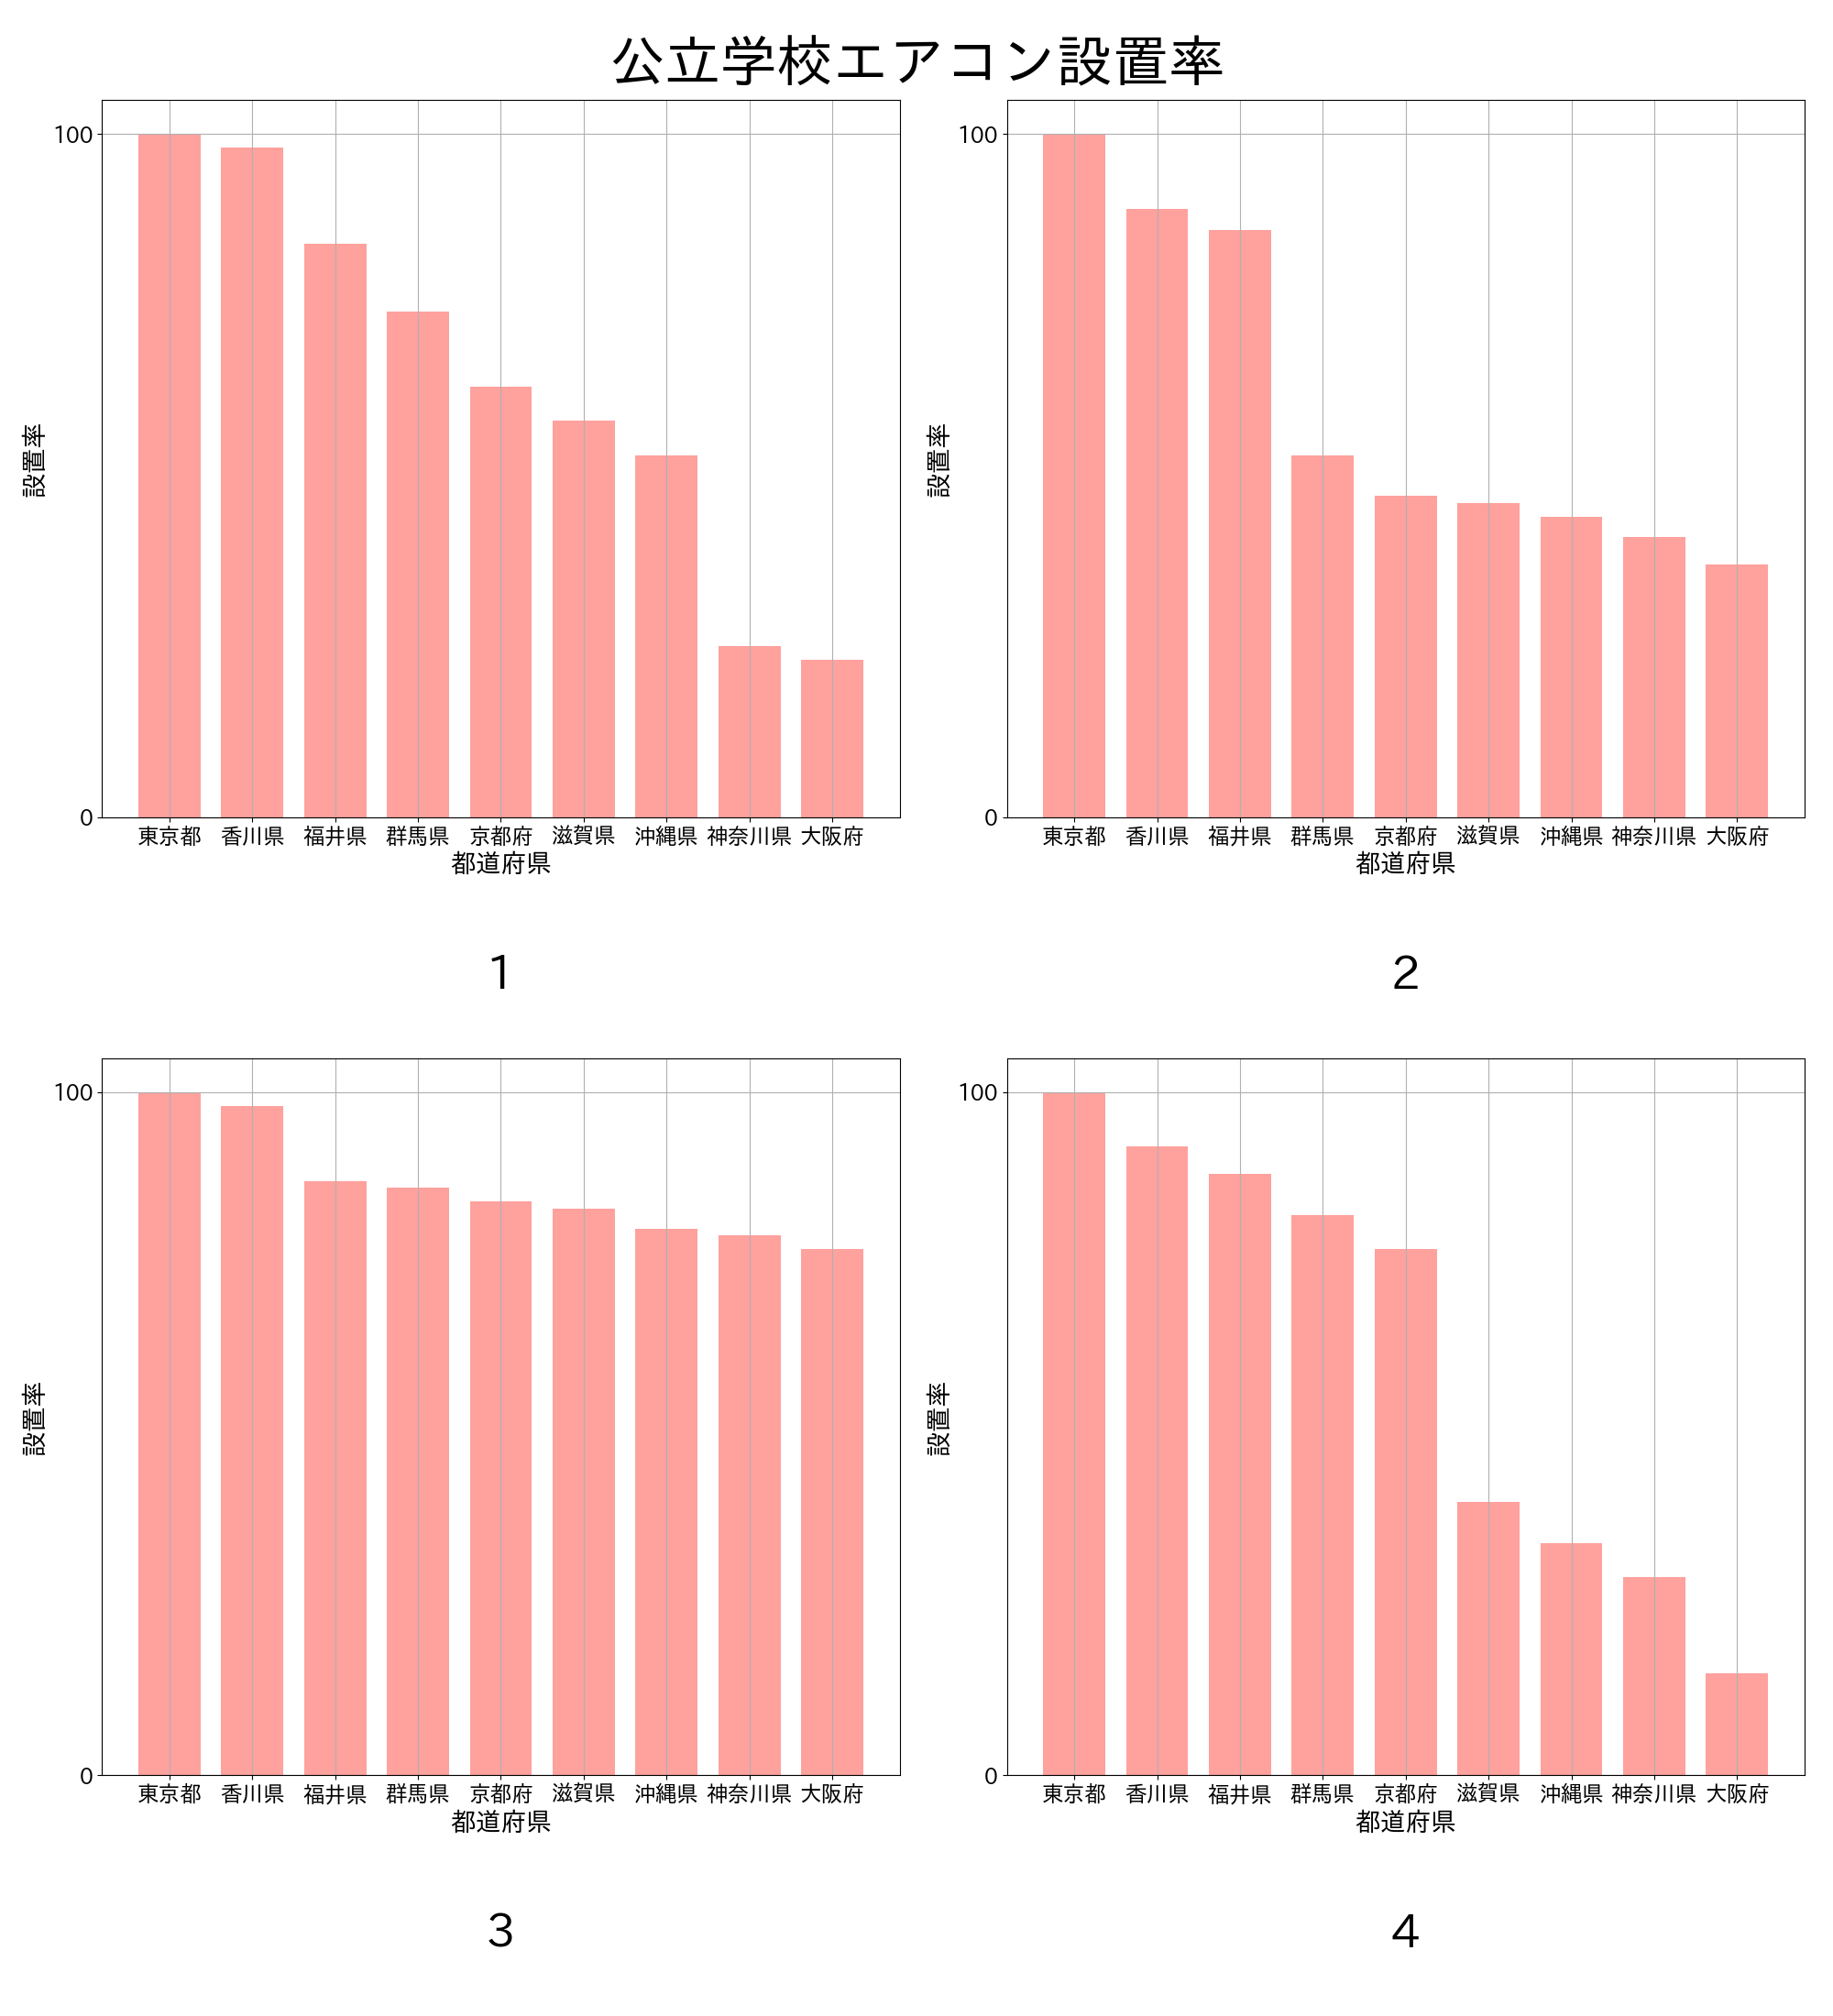 公立学校エアコン設置率
100
設置率
0
東京都 香川県 福井県 群馬県 京都府 滋賀県 沖縄県 神奈川県 大阪府
都道府県
1
100
設置率
0
東京都 香川県 福井県 群馬県 京都府 滋賀県 沖縄県 神奈川県 大阪府
都道府県
2
100
設置率
0
東京都 香川県 福井県 群馬県 京都府 滋賀県 沖縄県 神奈川県 大阪府
都道府県
3
100
設置率
0
東京都 香川県 福井県 群馬県 京都府 滋賀県 沖縄県 神奈川県 大阪府
都道府県
4